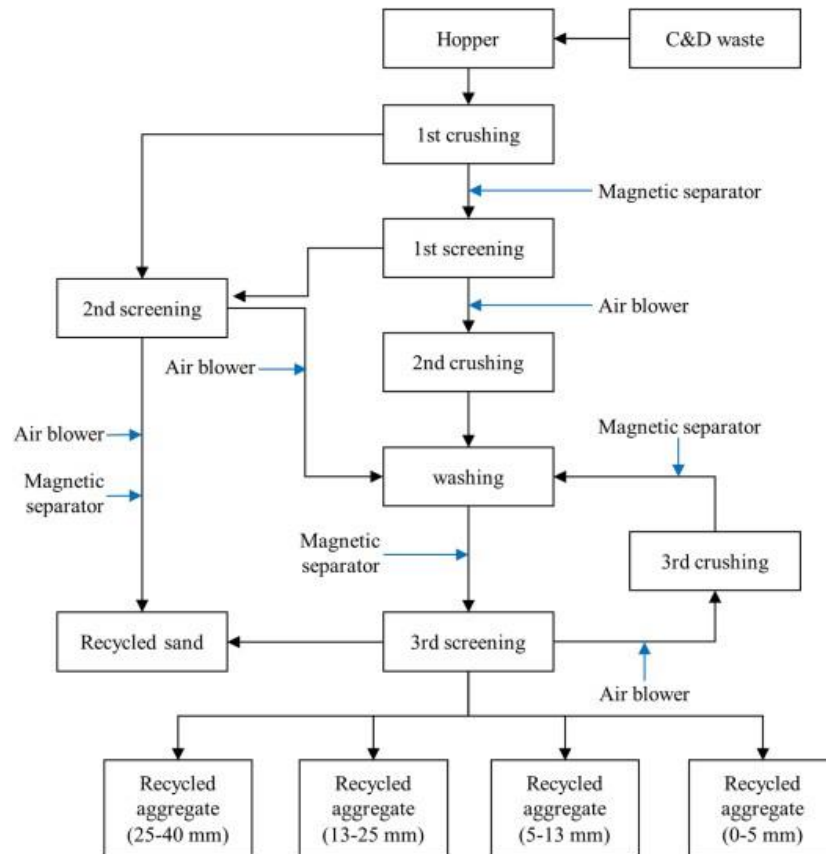 Hopper
C&D waste
1st crushing
Magnetic separator
1st screening
2nd screening
Air blower
Air blower
2nd crushing
Air blower
Magnetic separator
Magnetic
separator
washing
Magnetic
separator
3rd crushing
Recycled sand
3rd screening
Air blower
Recycled
aggregate
(25-40 mm)
Recycled
aggregate
(13-25 mm)
Recycled
aggregate
(5-13 mm)
Recycled
aggregate
(0-5 mm)